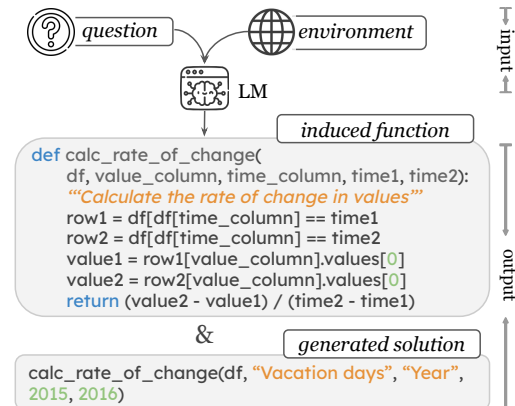 question
environment
input
LM
induced function
def calc_rate_of_change(
df, value_column, time_column, time1, time2):
“‘Calculate the rate of change in values”’
row1 = df[df[time_column] == time1
row2 = df[df[time_column] == time2
value1 = row1[value_column].values[0]
value2 = row2[value_column].values[0]
return (value2 - value1) / (time2 - time1)
output
&
generated solution
calc_rate_of_change(df, “Vacation days”, “Year”,
2015, 2016)